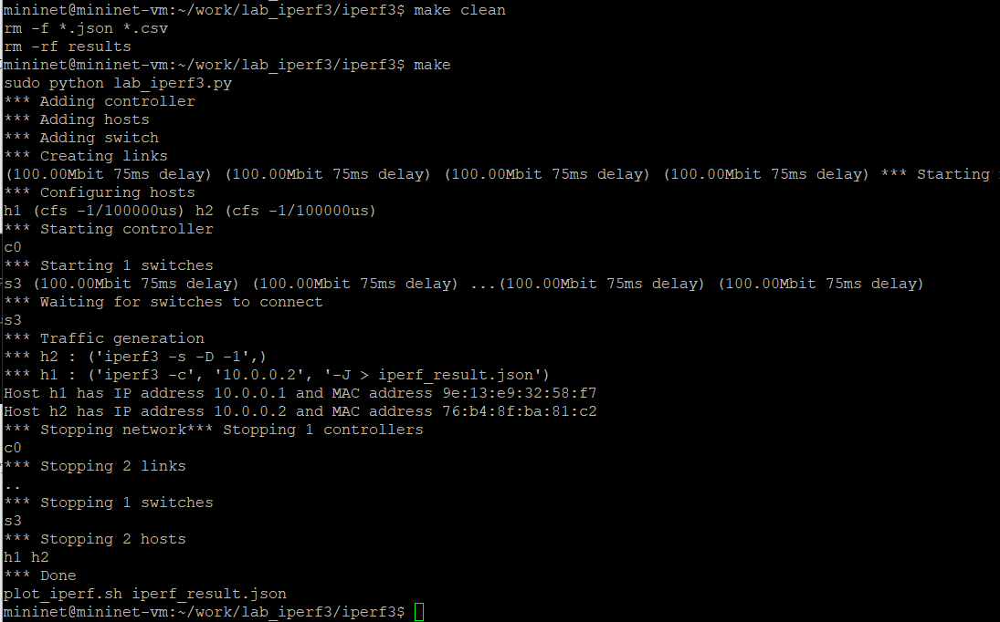 mininet@mininet-vm:~/work/lab_iperf3/iperf3$ make clean
rm -f *.json *.csv
rm -rf results
mininet@mininet-vm:~/work/lab_iperf3/iperf3$ make
sudo python lab_iperf3.py
*** Adding controller
*** Adding hosts
*** Adding switch
*** Creating links
(100.00Mbit 75ms delay) (100.00Mbit 75ms delay) (100.00Mbit 75ms delay) (100.00Mbit 75ms delay) *** Starting
*** Configuring hosts
h1 (cfs -1/100000us) h2 (cfs -1/100000us)
*** Starting controller
c0
*** Starting 1 switches
s3 (100.00Mbit 75ms delay) (100.00Mbit 75ms delay) ...(100.00Mbit 75ms delay) (100.00Mbit 75ms delay)
*** Waiting for switches to connect
s3
*** Traffic generation
*** h2 : ('iperf3 -s -D -1',)
*** h1 : ('iperf3 -c', '10.0.0.2', '-J > iperf_result.json')
Host h1 has IP address 10.0.0.1 and MAC address 9e:13:e9:32:58:f7
Host h2 has IP address 10.0.0.2 and MAC address 76:b4:8f:ba:81:c2
*** Stopping network*** Stopping 1 controllers
c0
*** Stopping 2 links
..
*** Stopping 1 switches
s3
*** Stopping 2 hosts
h1 h2
*** Done
plot_iperf.sh iperf_result.json
mininet@mininet-vm:~/work/lab_iperf3/iperf3$